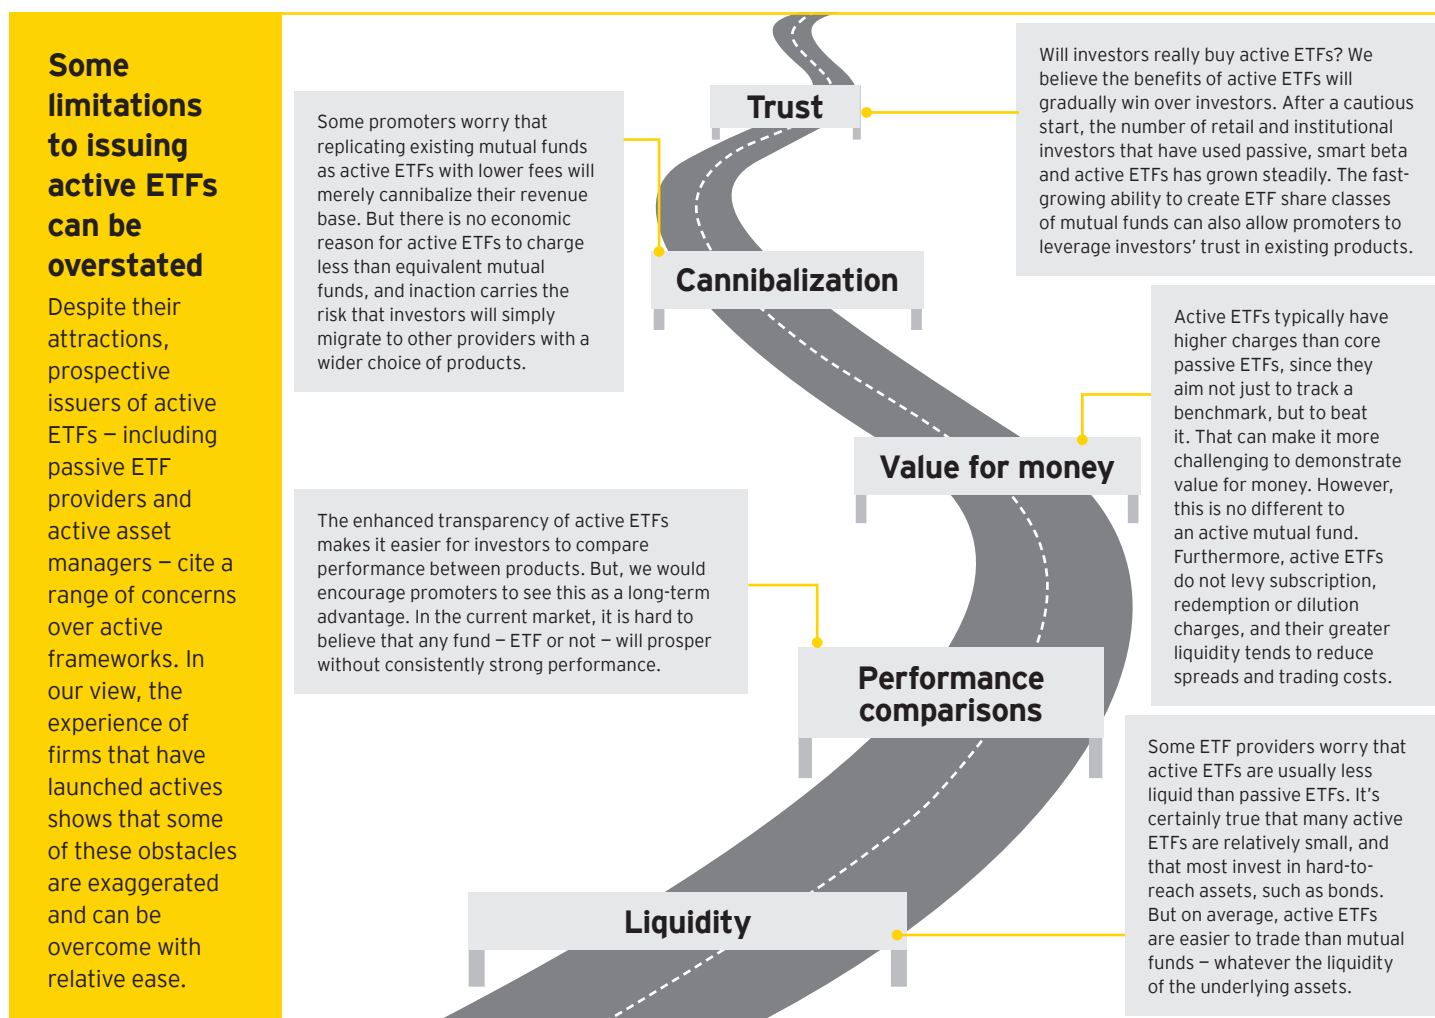 Some
limitations
to issuing
active ETFs
can be
overstated
Despite their
attractions,
prospective
issuers of active
ETFs – including
passive ETF
providers and
active asset
managers – cite a
range of concerns
over active
frameworks. In
our view, the
experience of
firms that have
launched actives
shows that some
of these obstacles
are exaggerated
and can be
overcome with
relative ease.
Trust
Will investors really buy active ETFs? We
believe the benefits of active ETFs will
gradually win over investors. After a cautious
start, the number of retail and institutional
investors that have used passive, smart beta
and active ETFs has grown steadily. The fast-
growing ability to create ETF share classes
of mutual funds can also allow promoters to
leverage investors’ trust in existing products.
Some promoters worry that
replicating existing mutual funds
as active ETFs with lower fees will
merely cannibalize their revenue
base. But there is no economic
reason for active ETFs to charge
less than equivalent mutual
funds, and inaction carries the
risk that investors will simply
migrate to other providers with a
wider choice of products.
Cannibalization
Value for money
Active ETFs typically have
higher charges than core
passive ETFs, since they
aim not just to track a
benchmark, but to beat
it. That can make it more
challenging to demonstrate
value for money. However,
this is no different to
an active mutual fund.
Furthermore, active ETFs
do not levy subscription,
redemption or dilution
charges, and their greater
liquidity tends to reduce
spreads and trading costs.
The enhanced transparency of active ETFs
makes it easier for investors to compare
performance between products. But, we would
encourage promoters to see this as a long-term
advantage. In the current market, it is hard to
believe that any fund – ETF or not – will prosper
without consistently strong performance.
Performance
comparisons
Liquidity
Some ETF providers worry that
active ETFs are usually less
liquid than passive ETFs. It’s
certainly true that many active
ETFs are relatively small, and
that most invest in hard-to-
reach assets, such as bonds.
But on average, active ETFs
are easier to trade than mutual
funds – whatever the liquidity
of the underlying assets.